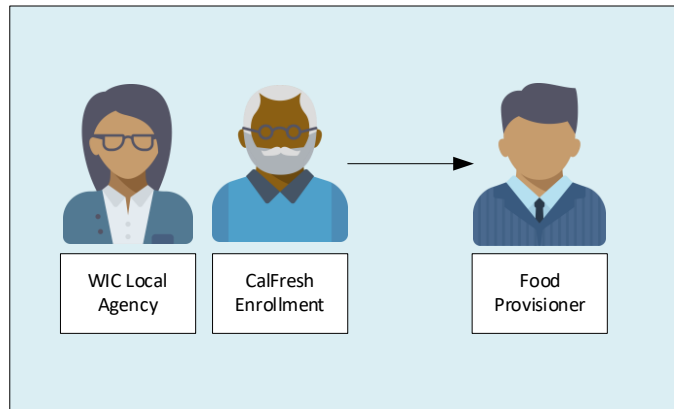 WIC Local
Agency
CalFresh
Enrollment
Food
Provisioner